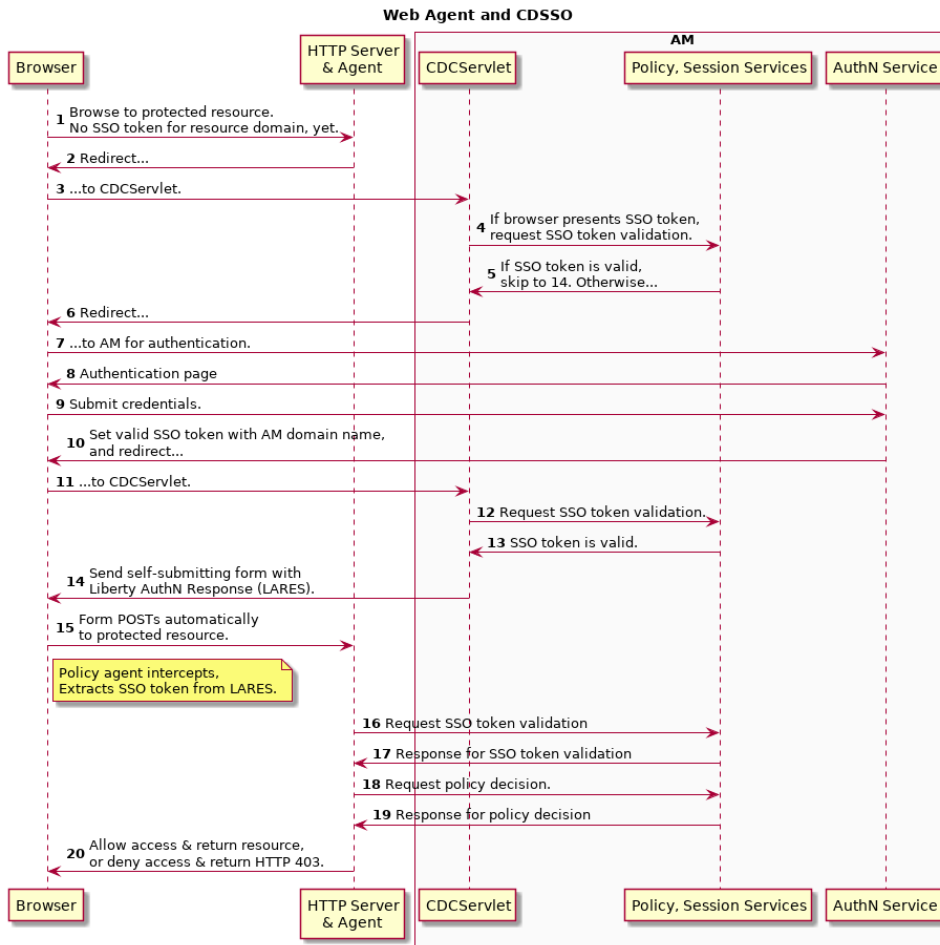 Web Agent and CDSSO
AM
Browser
HTTP Server
& Agent
CDCServlet
Policy, Session Services
AuthN Service
1 Browse to protected resource.
No SSO token for resource domain, yet.
2 Redirect...
3 ...to CDCServlet.
4 If browser presents SSO token,
request SSO token validation.
5 If SSO token is valid,
skip to 14. Otherwise...
6 Redirect...
7 ...to AM for authentication.
8 Authentication page
9 Submit credentials.
10 Set valid SSO token with AM domain name,
and redirect...
11 ...to CDCServlet.
12 Request SSO token validation.
13 SSO token is valid.
14 Send self-submitting form with
Liberty AuthN Response (LARES).
15 Form POSTs automatically
to protected resource.
Policy agent intercepts,
Extracts SSO token from LARES.
16 Request SSO token validation
17 Response for SSO token validation
18 Request policy decision.
19 Response for policy decision
20 Allow access & return resource,
or deny access & return HTTP 403.
Browser
HTTP Server
& Agent
CDCServlet
Policy, Session Services
AuthN Service